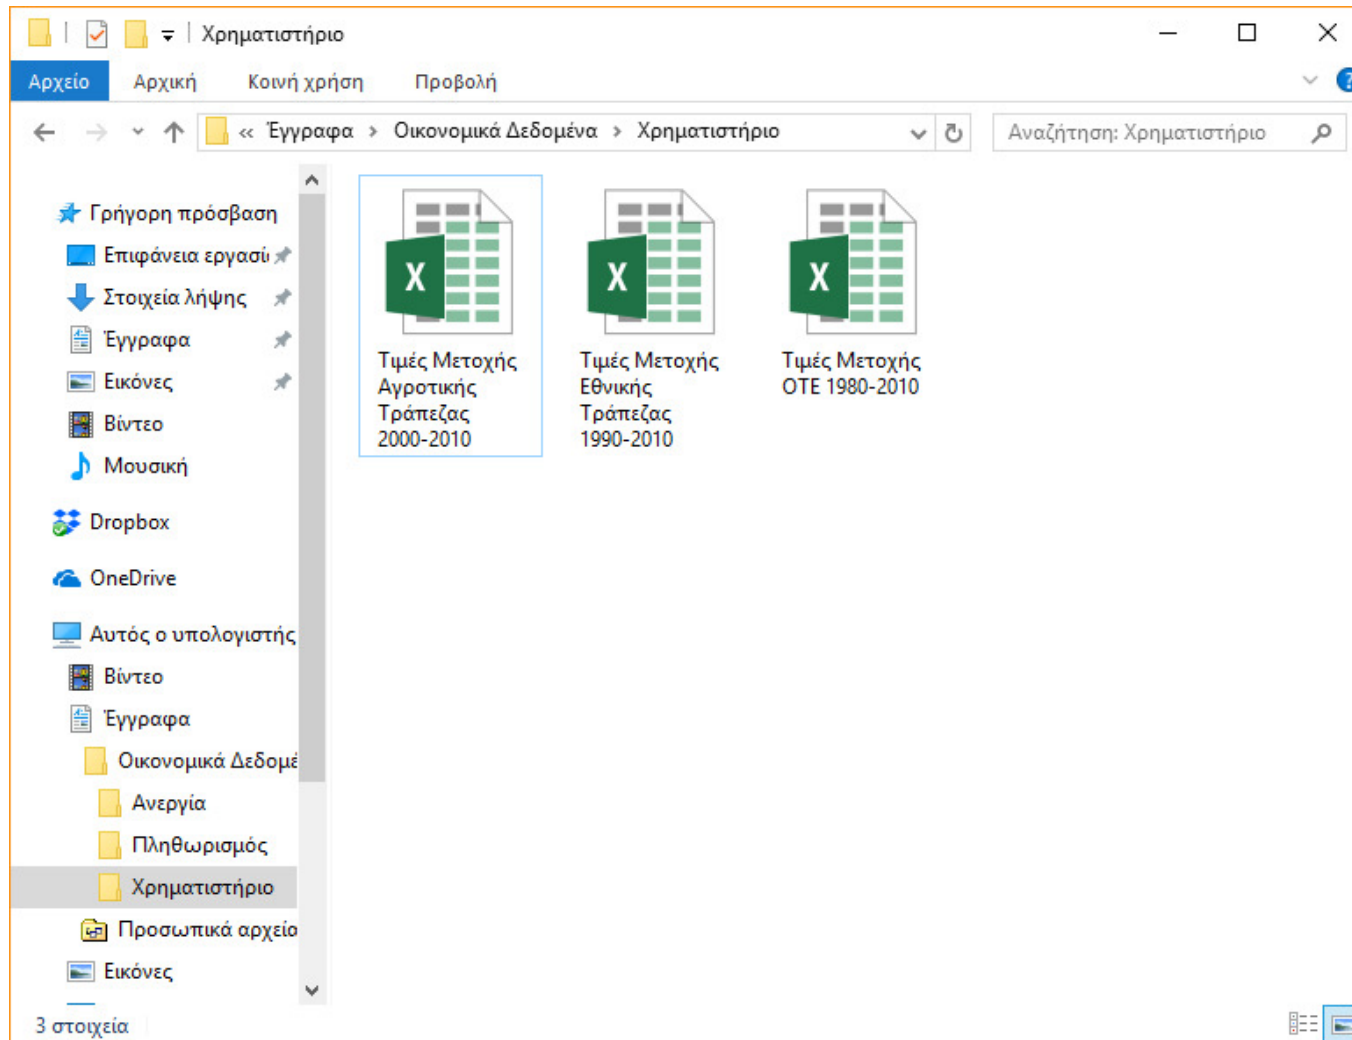 Χρηματιστήριο
Αρχείο Αρχική Κοινή χρήση Προβολή
« Έγγραφα > Οικονομικά Δεδομένα > Χρηματιστήριο Αναζήτηση: Χρηματιστήριο
Γρήγορη πρόσβαση
Επιφάνεια εργασί
Στοιχεία λήψης
Έγγραφα
Εικόνες
Βίντεο
Μουσική
Dropbox
OneDrive
Αυτός ο υπολογιστής
Βίντεο
Έγγραφα
Οικονομικά Δεδομέ
Ανεργία
Πληθωρισμός
Χρηματιστήριο
Προσωπικά αρχεία
Εικόνες
Τιμές Μετοχής
Αγροτικής
Τράπεζας
2000-2010
Τιμές Μετοχής
Εθνικής
Τράπεζας
1990-2010
Τιμές Μετοχής
ΟΤΕ 1980-2010
3 στοιχεία